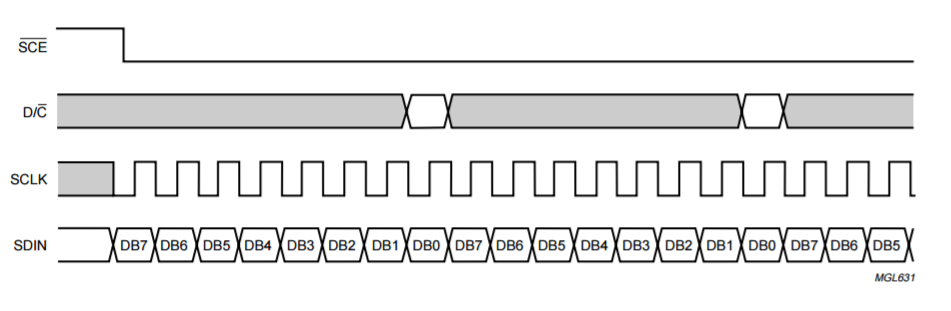 S̅C̅E̅
D/C̅
SCLK
SDIN DB7 DB6 DB5 DB4 DB3 DB2 DB1 DB0 DB7 DB6 DB5 DB4 DB3 DB2 DB1 DB0 DB7 DB6 DB5
MGL631